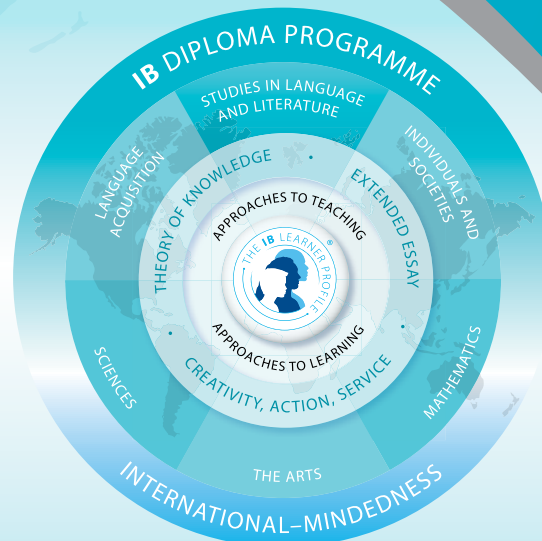 IB DIPLOMA PROGRAMME
STUDIES IN LANGUAGE
AND LITERATURE
LANGUAGE
ACQUISITION
INDIVIDUALS AND
SOCIETIES
THEORY OF KNOWLEDGE
•
EXTENDED ESSAY
APPROACHES TO TEACHING
THE IB LEARNER PROFILE
®
APPROACHES TO LEARNING
•
CREATIVITY, ACTION, SERVICE
•
SCIENCES
MATHEMATICS
THE ARTS
INTERNATIONAL–MINDEDNESS